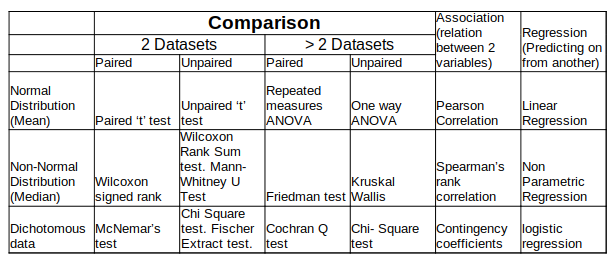 Comparison
Association
(relation
between 2
variables)
Regression
(Predicting on
from another)
2 Datasets
> 2 Datasets
Paired
Unpaired
Paired
Unpaired
Normal
Distribution
(Mean)
Paired ‘t’ test
Unpaired ‘t’
test
Repeated
measures
ANOVA
One way
ANOVA
Pearson
Correlation
Linear
Regression
Non-Normal
Distribution
(Median)
Wilcoxon
signed rank
Wilcoxon
Rank Sum
test. Mann-
Whitney U
Test
Friedman test
Kruskal
Wallis
Spearman’s
rank
correlation
Non
Parametric
Regression
Dichotomous
data
McNemar’s
test
Chi Square
test. Fischer
Extract test.
Cochran Q
test
Chi- Square
test
Contingency
coefficients
logistic
regression